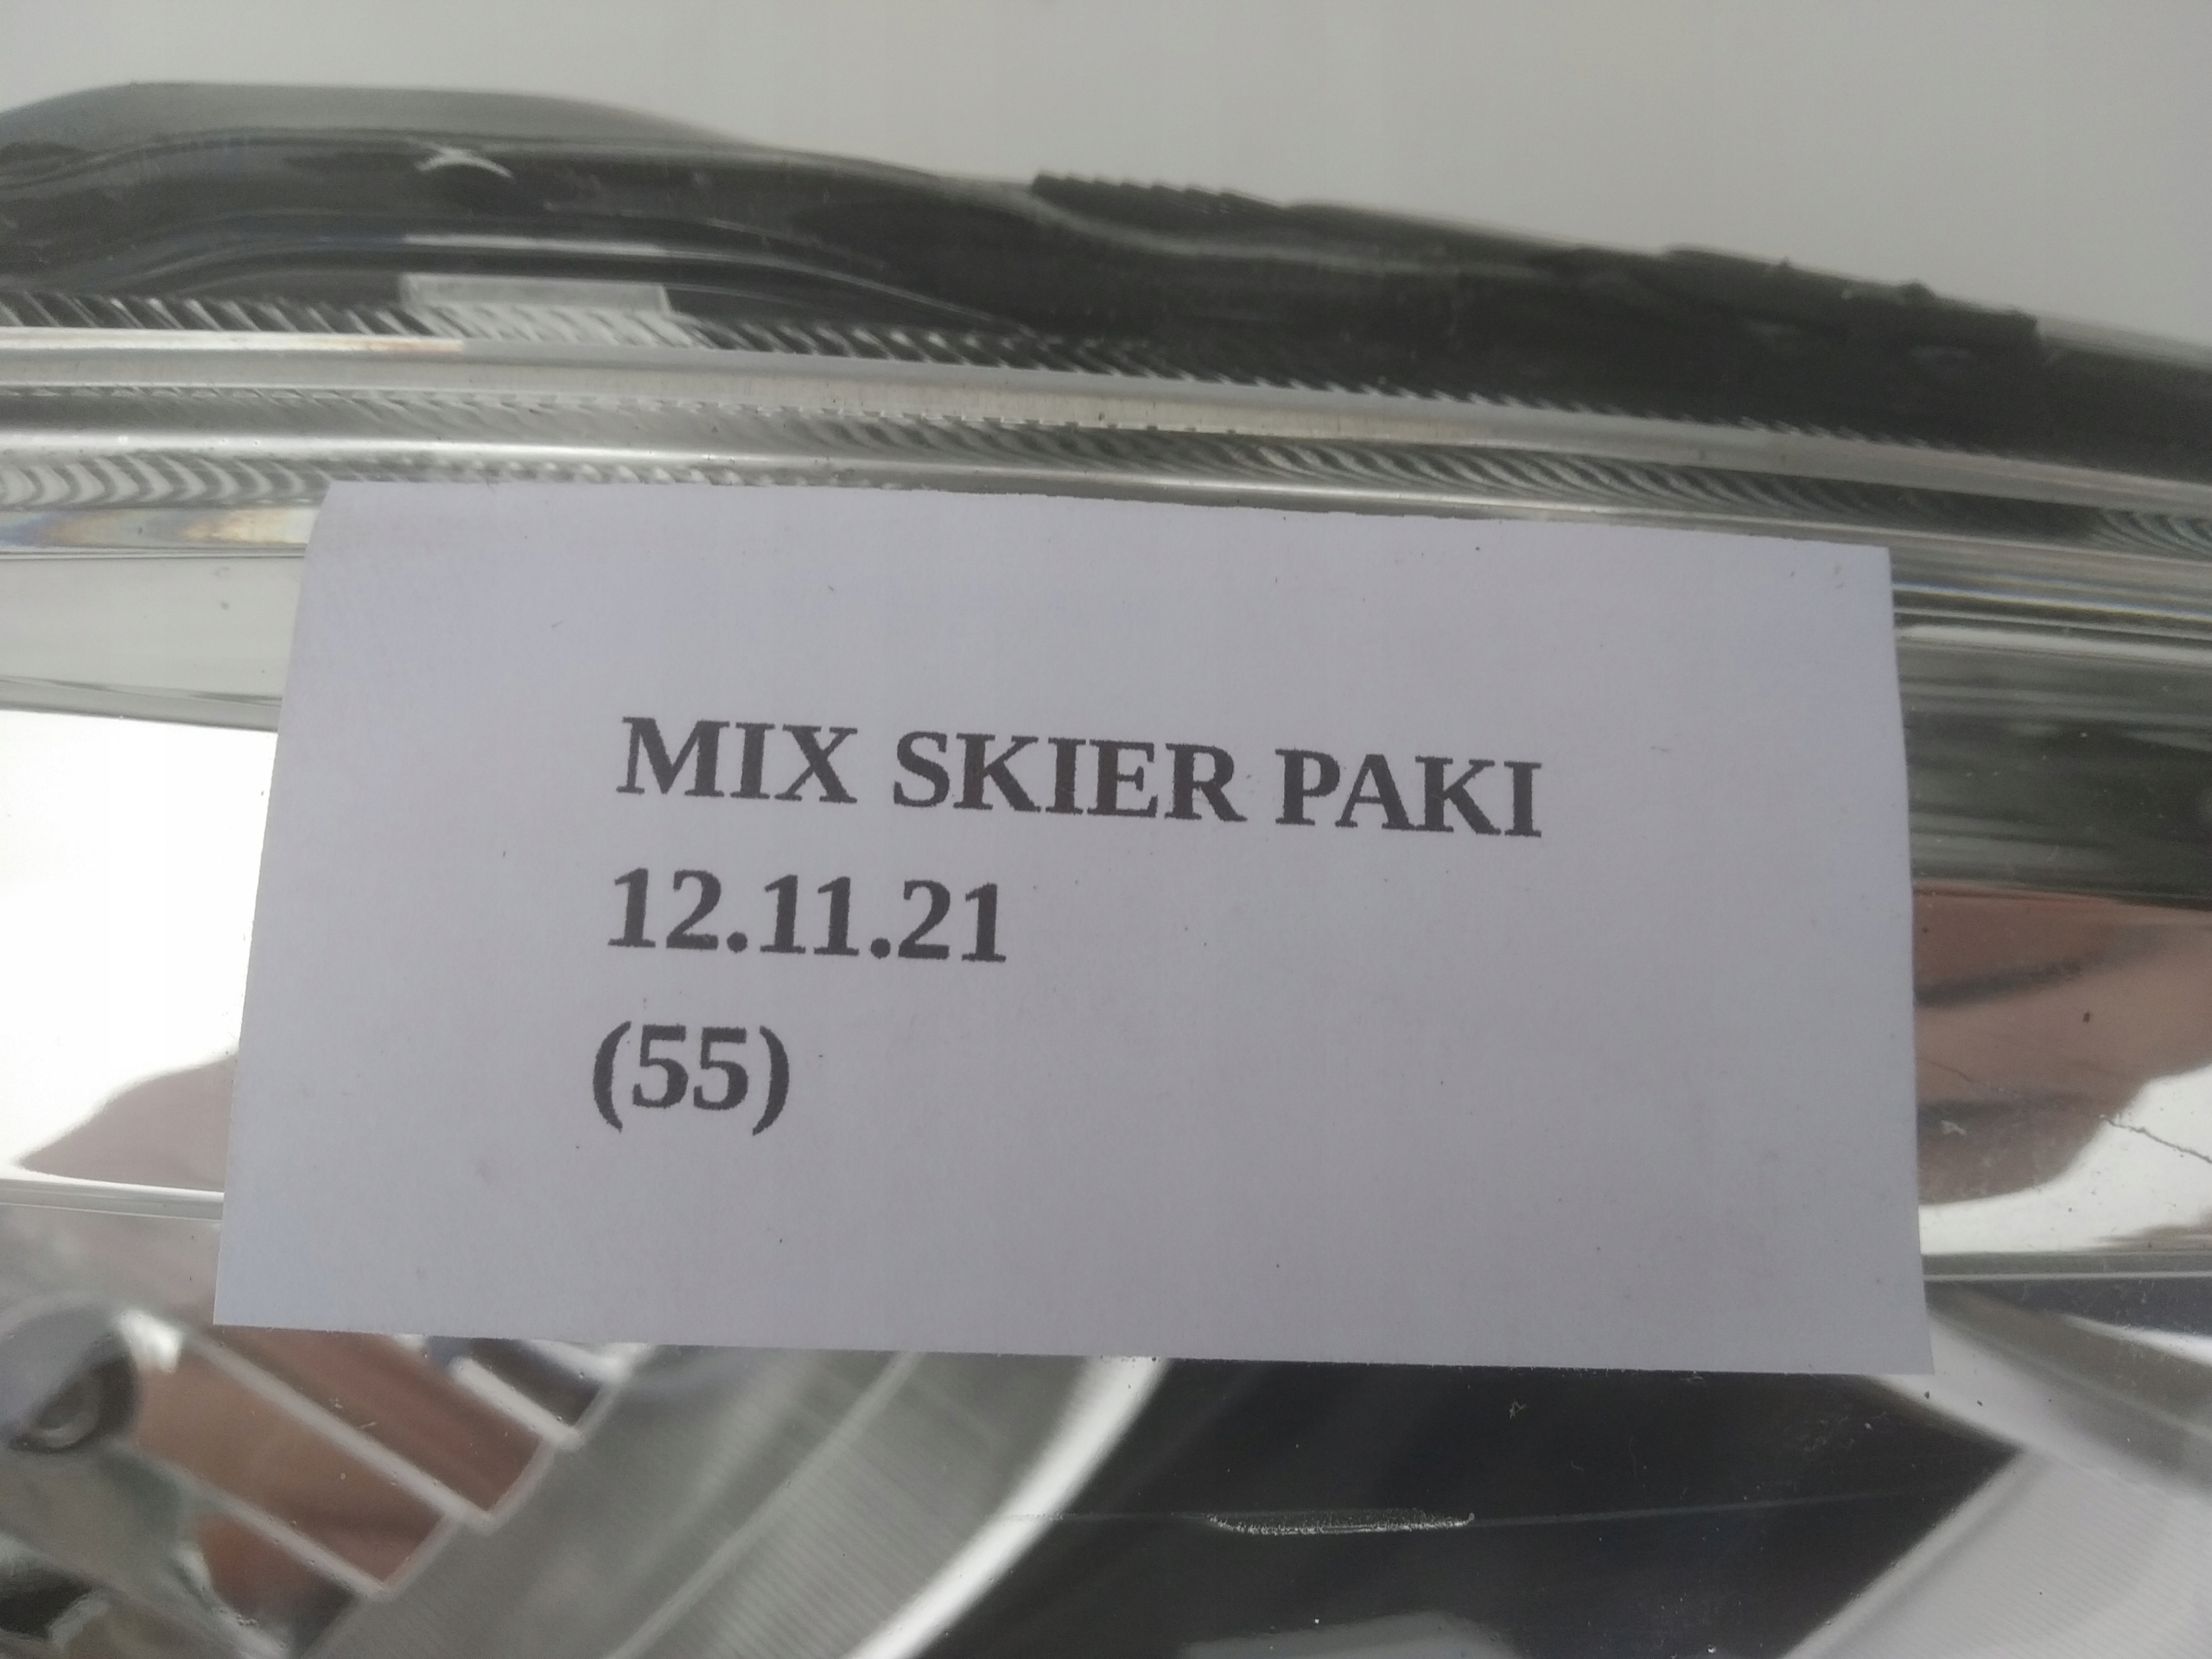 MIX SKIER PAKI
12.11.21
(55)